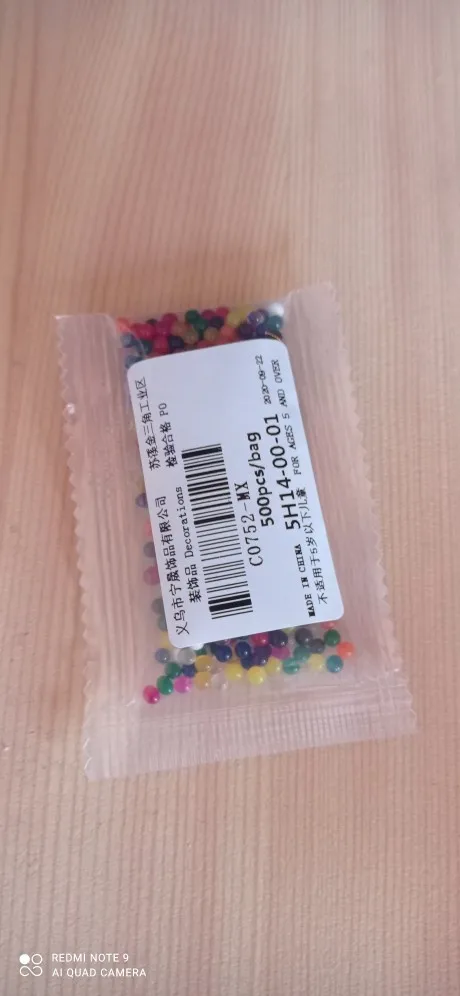 义乌市宁晟饰品有限公司 苏溪金三角工业区
装饰品 Decorations 检验合格 PO
C0752-MX
500pcs/bag
5H14-00-01 2020-09-22
MADE IN CHINA FOR AGES 5 AND OVER
不适用于5岁以下儿童
REDMI NOTE 9
AI QUAD CAMERA